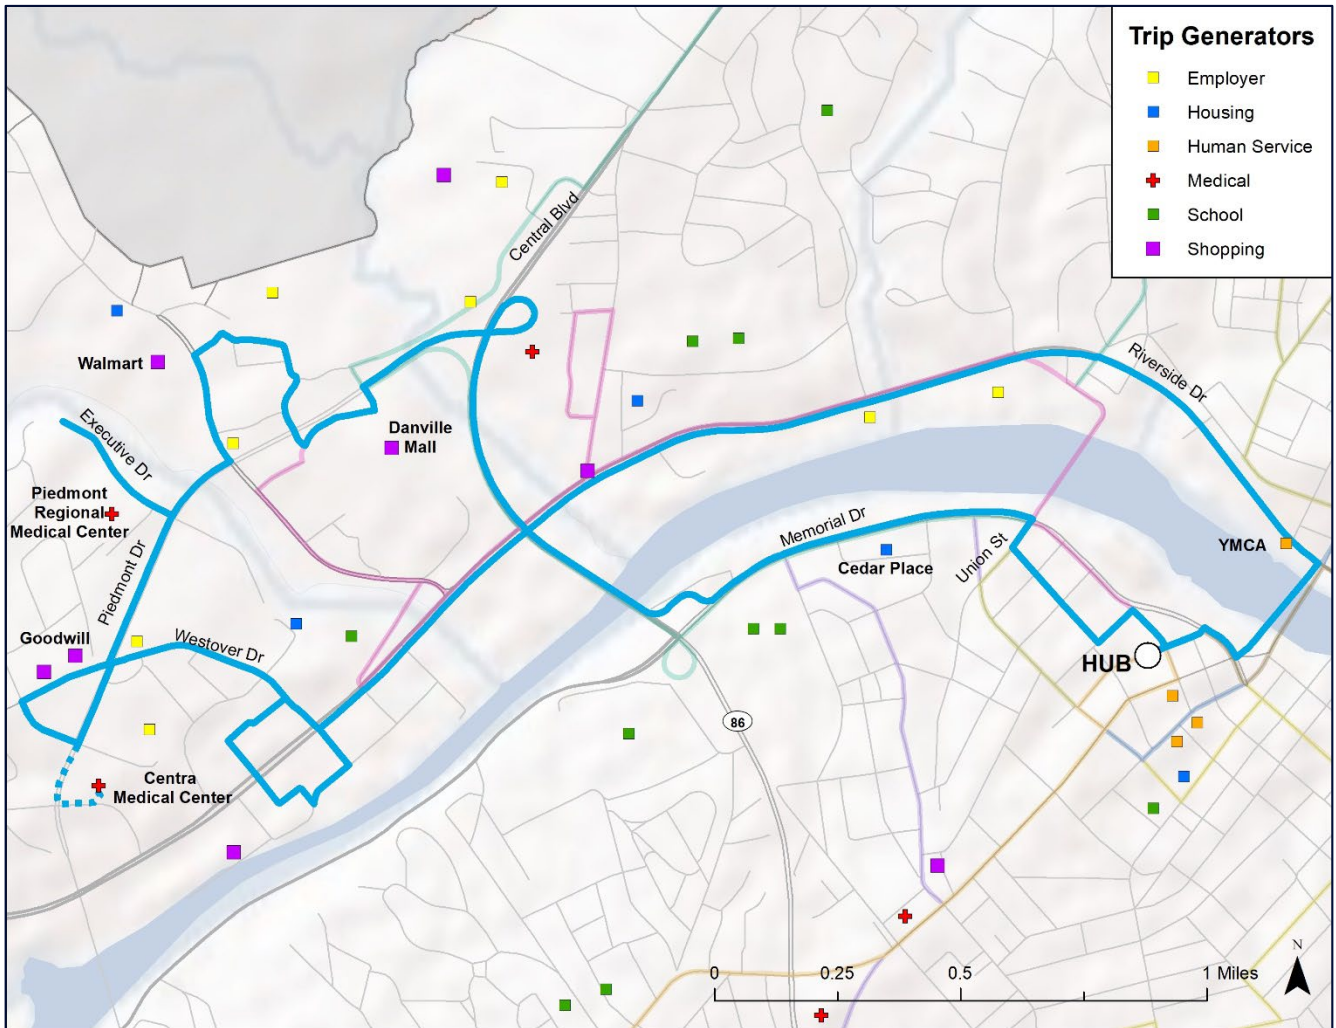 Trip Generators
Employer
Housing
Human Service
Medical
School
Shopping
Central Blvd
Walmart
Executive Dr
Danville
Mall
Riverside Dr
Piedmont
Regional
Medical Center
Piedmont Dr
Memorial Dr
Cedar Place
Union St
YMCA
Goodwill
Westover Dr
HUB
86
Centra
Medical Center
0 0.25 0.5 1 Miles
N